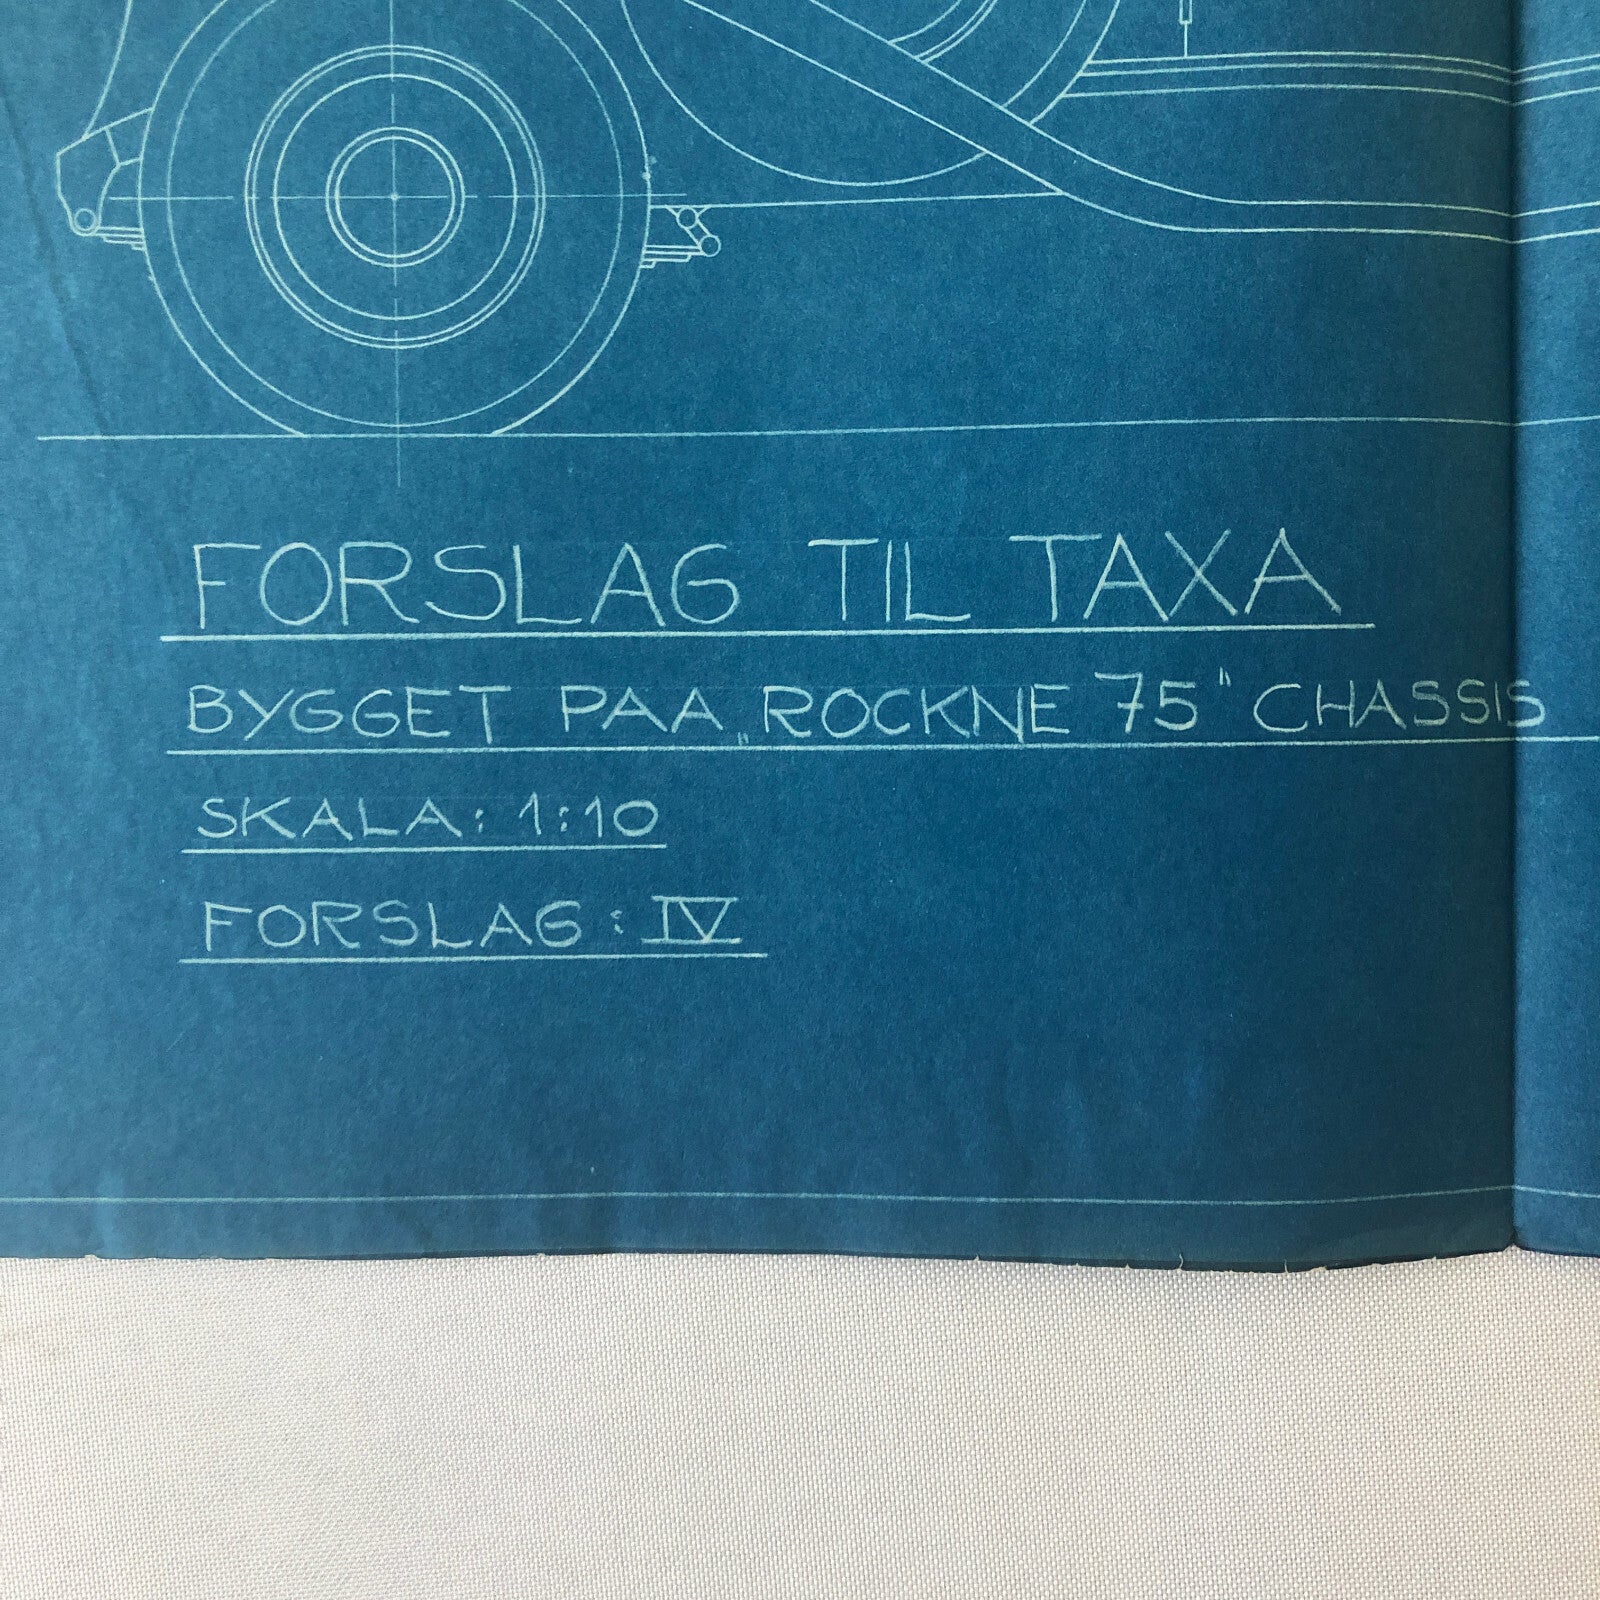 FORSLAG TIL TAXA
BYGGET PAA „ROCKNE 75" CHASSIS
SKALA: 1:10
FORSLAG: IV